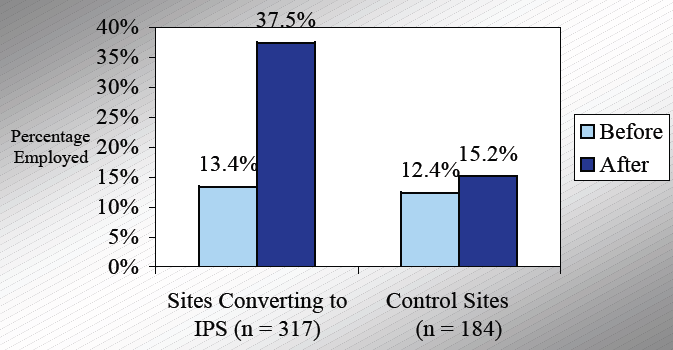 40%
35%
30%
25%
20%
15%
10%
5%
0%
Percentage
Employed
37.5%
13.4%
12.4%
15.2%
Before
After
Sites Converting to
IPS (n = 317)
Control Sites
(n = 184)